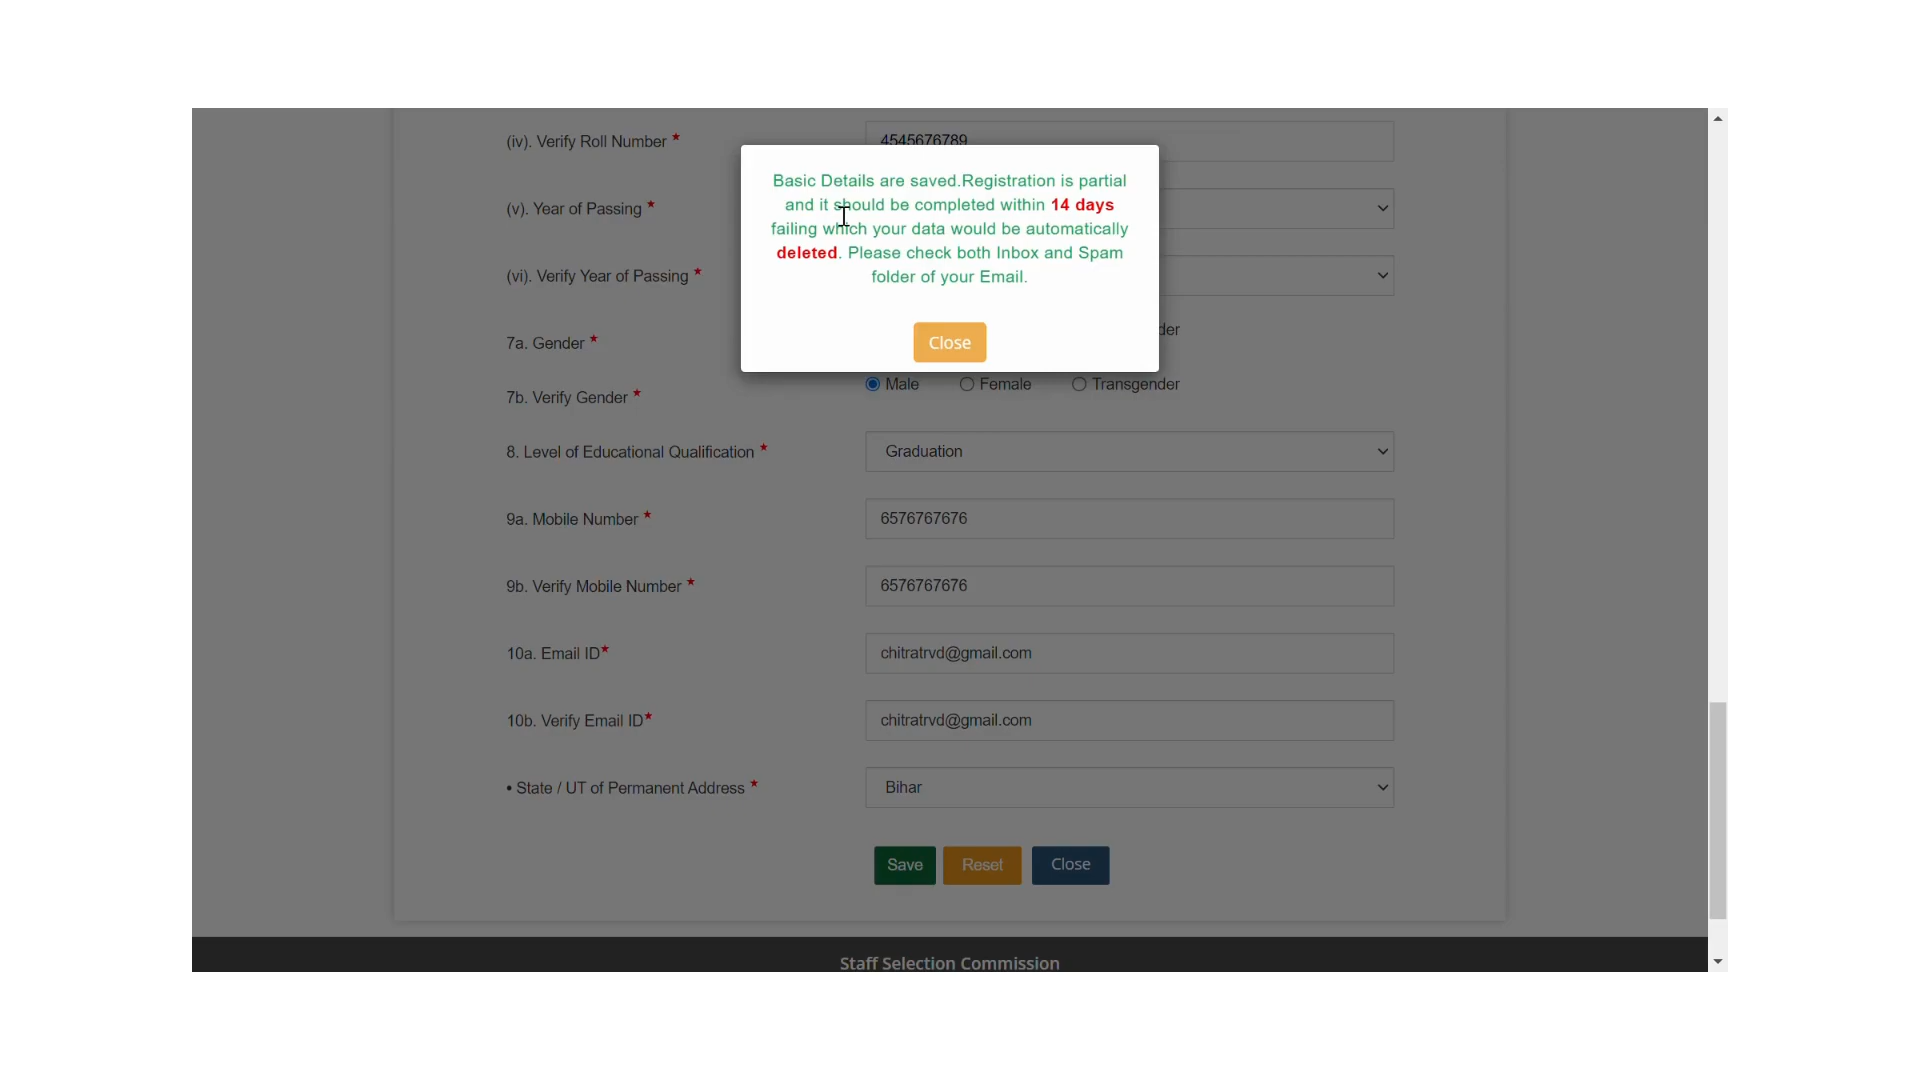 (iv). Verify Roll Number *
4545676789
Basic Details are saved.Registration is partial
and it should be completed within 14 days
failing which your data would be automatically
deleted. Please check both Inbox and Spam
folder of your Email.
Close
(v). Year of Passing *
(vi). Verify Year of Passing *
7a. Gender *
der
7b. Verify Gender *
Male Female Transgender
8. Level of Educational Qualification *
Graduation
9a. Mobile Number *
6576767676
9b. Verify Mobile Number *
6576767676
10a. Email ID*
chitratrvd@gmail.com
10b. Verify Email ID*
chitratrvd@gmail.com
• State / UT of Permanent Address *
Bihar
Save Reset Close
Staff Selection Commission